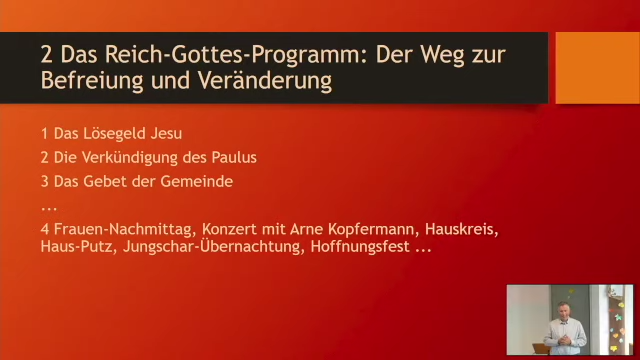 2 Das Reich-Gottes-Programm: Der Weg zur
Befreiung und Veränderung
1 Das Lösegeld Jesu
2 Die Verkündigung des Paulus
3 Das Gebet der Gemeinde
...
4 Frauen-Nachmittag, Konzert mit Arne Kopfermann, Hauskreis,
Haus-Putz, Jungschar-Übernachtung, Hoffnungsfest ...